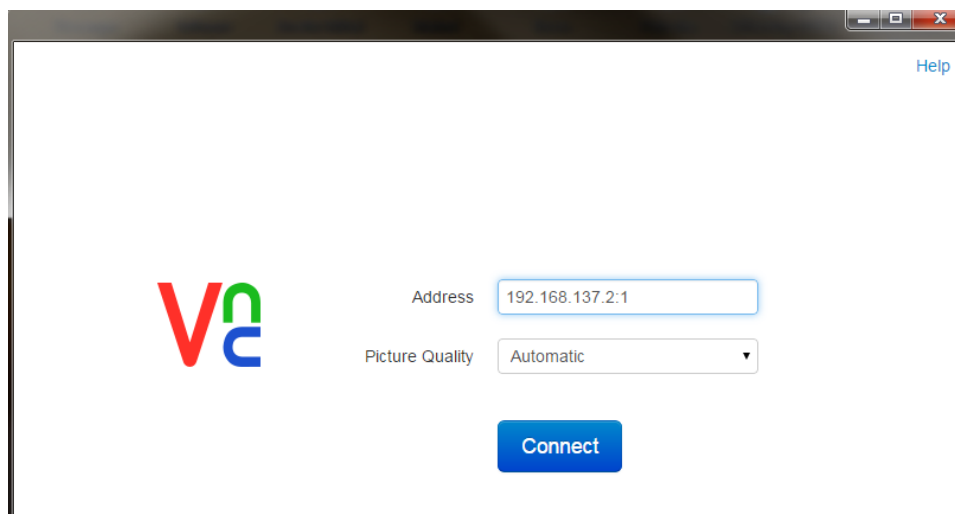 Help
Vnc
Address 192.168.137.2:1
Picture Quality Automatic
Connect